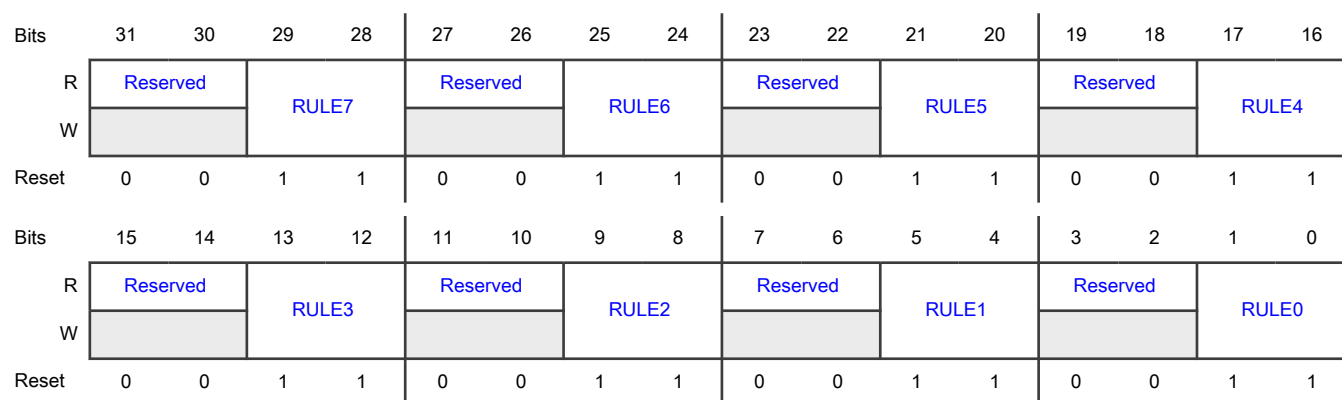 Bits 31 30 29 28 27 26 25 24 23 22 21 20 19 18 17 16
R Reserved RULE7 Reserved RULE6 Reserved RULE5 Reserved RULE4
W
Reset 0 0 1 1 0 0 1 1 0 0 1 1 0 0 1 1
Bits 15 14 13 12 11 10 9 8 7 6 5 4 3 2 1 0
R Reserved RULE3 Reserved RULE2 Reserved RULE1 Reserved RULE0
W
Reset 0 0 1 1 0 0 1 1 0 0 1 1 0 0 1 1